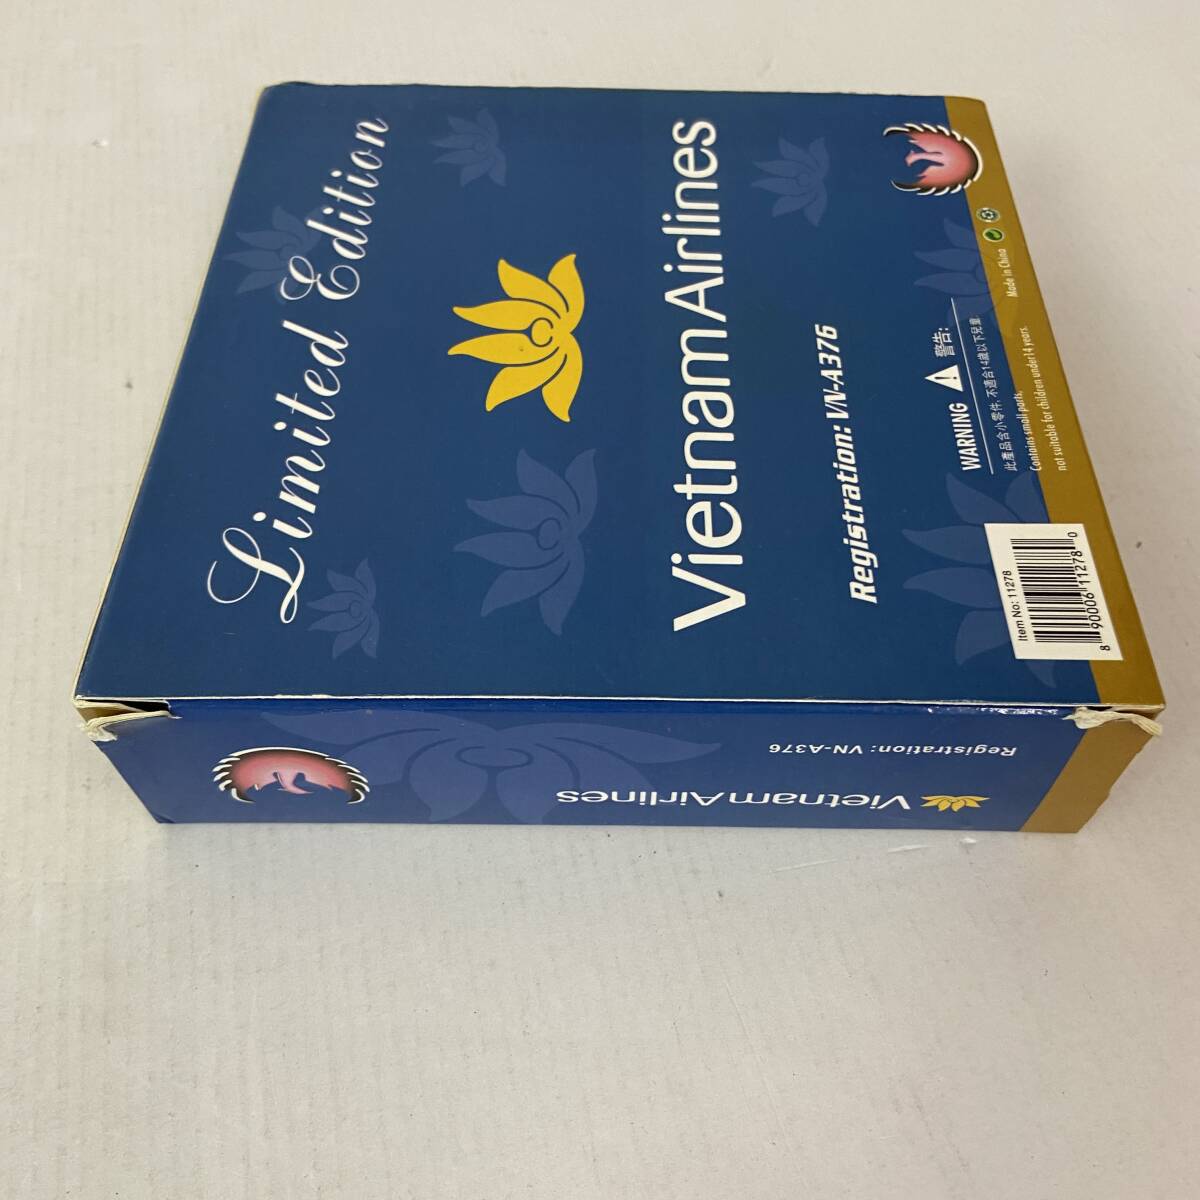 Limited Edition
Vietnam Airlines
Registration: VN-A376
WARNING 警告:
此產品含小零件, 不適合14歲以下兒童.
Contains small parts,
not suitable for children under14 years.
Made in China
Item No: 11278
8 90006 11278 0
Vietnam Airlines
Registration: VN-A376